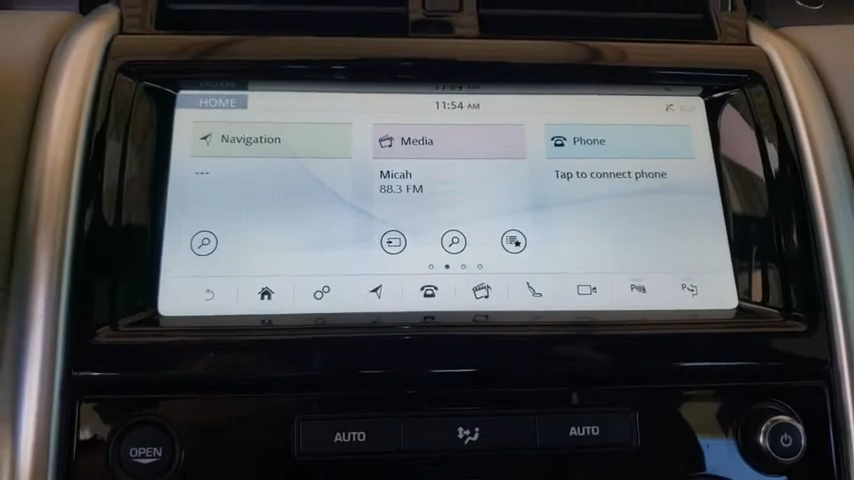 HOME
11:54 AM
Navigation
Media
Phone
---
Micah
88.3 FM
Tap to connect phone
OPEN
AUTO
AUTO